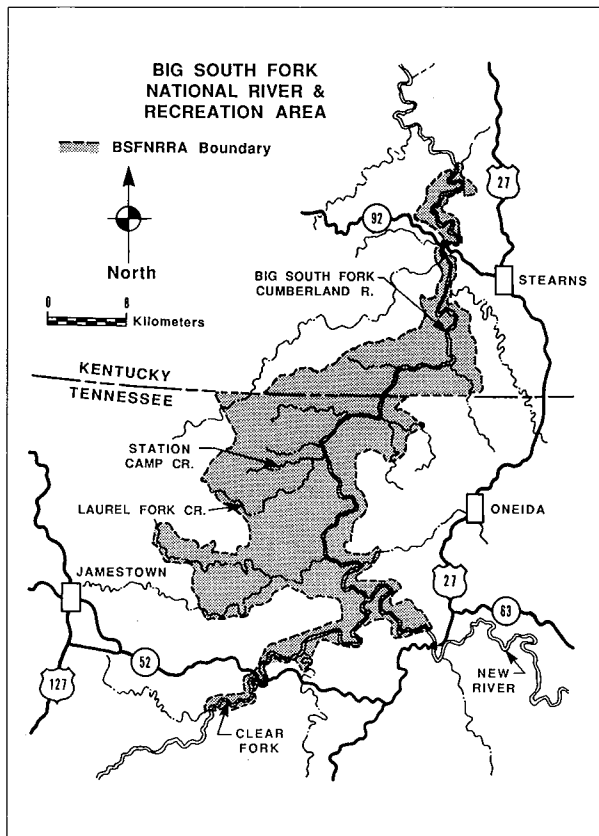 BIG SOUTH FORK
NATIONAL RIVER &
RECREATION AREA
BSFNRRA Boundary
27
92
North
BIG SOUTH FORK
CUMBERLAND R.
STEARNS
0 8
Kilometers
KENTUCKY
TENNESSEE
STATION
CAMP CR.
LAUREL FORK CR.
ONEIDA
JAMESTOWN
27
63
52
127
NEW
RIVER
CLEAR
FORK